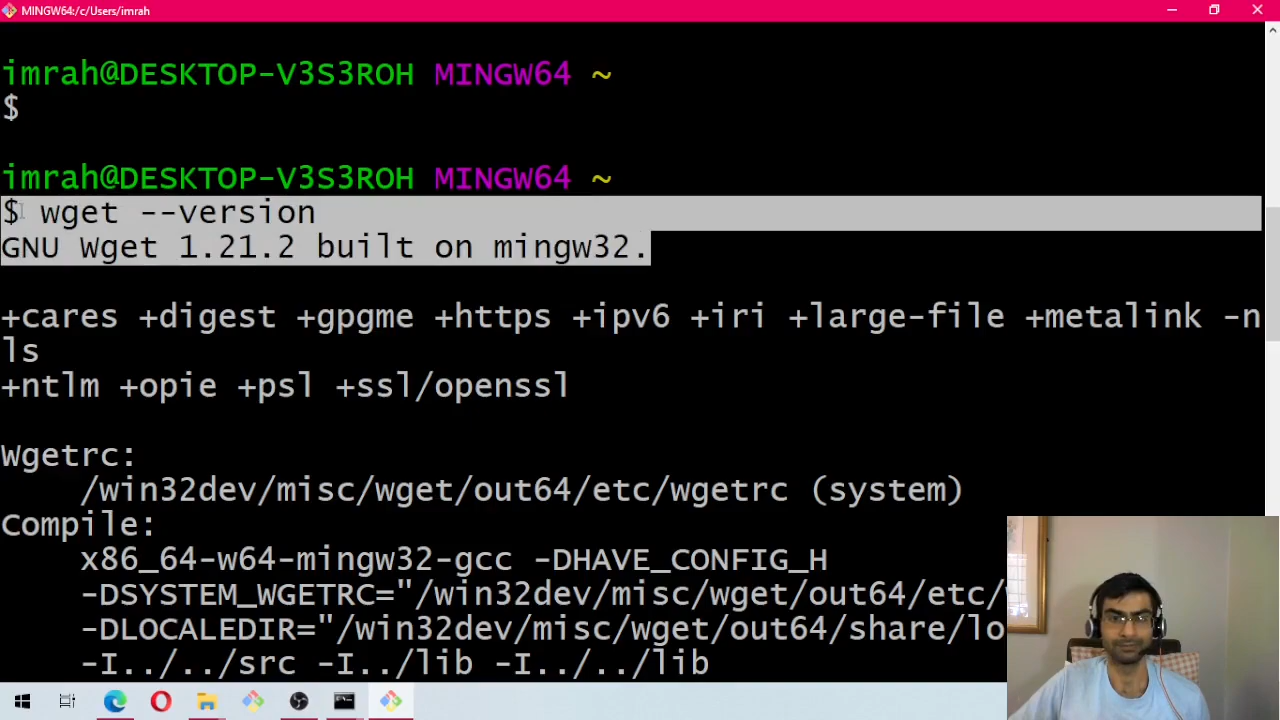 MINGW64:/c/Users/imrah
imrah@DESKTOP-V3S3ROH MINGW64 ~
$
imrah@DESKTOP-V3S3ROH MINGW64 ~
$ wget --version
GNU Wget 1.21.2 built on mingw32.
+cares +digest +gpgme +https +ipv6 +iri +large-file +metalink -n
ls
+ntlm +opie +psl +ssl/openssl
Wgetrc:
/win32dev/misc/wget/out64/etc/wgetrc (system)
Compile:
x86_64-w64-mingw32-gcc -DHAVE_CONFIG_H
-DSYSTEM_WGETRC="/win32dev/misc/wget/out64/etc/
-DLOCALEDIR="/win32dev/misc/wget/out64/share/lo
-I../../src -I../lib -I../../lib